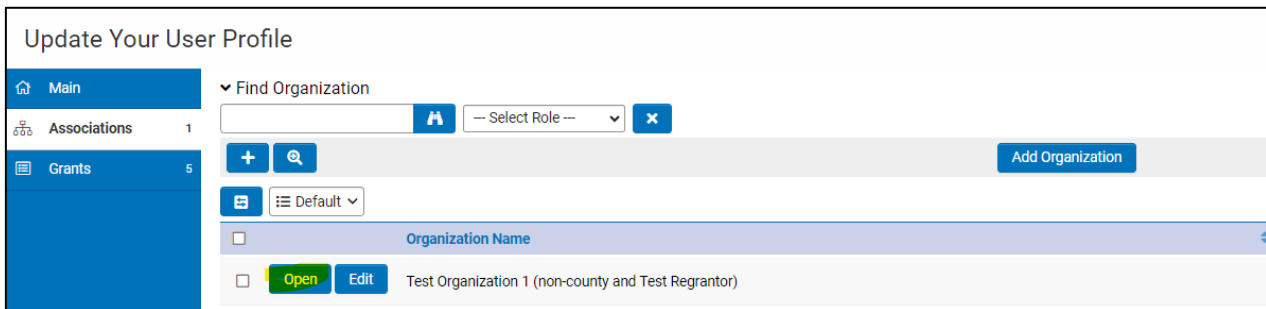 Update Your User Profile
Main
Associations 1
Grants 5
Find Organization
--- Select Role ---
Add Organization
Default
Organization Name
Open Edit Test Organization 1 (non-county and Test Regrantor)